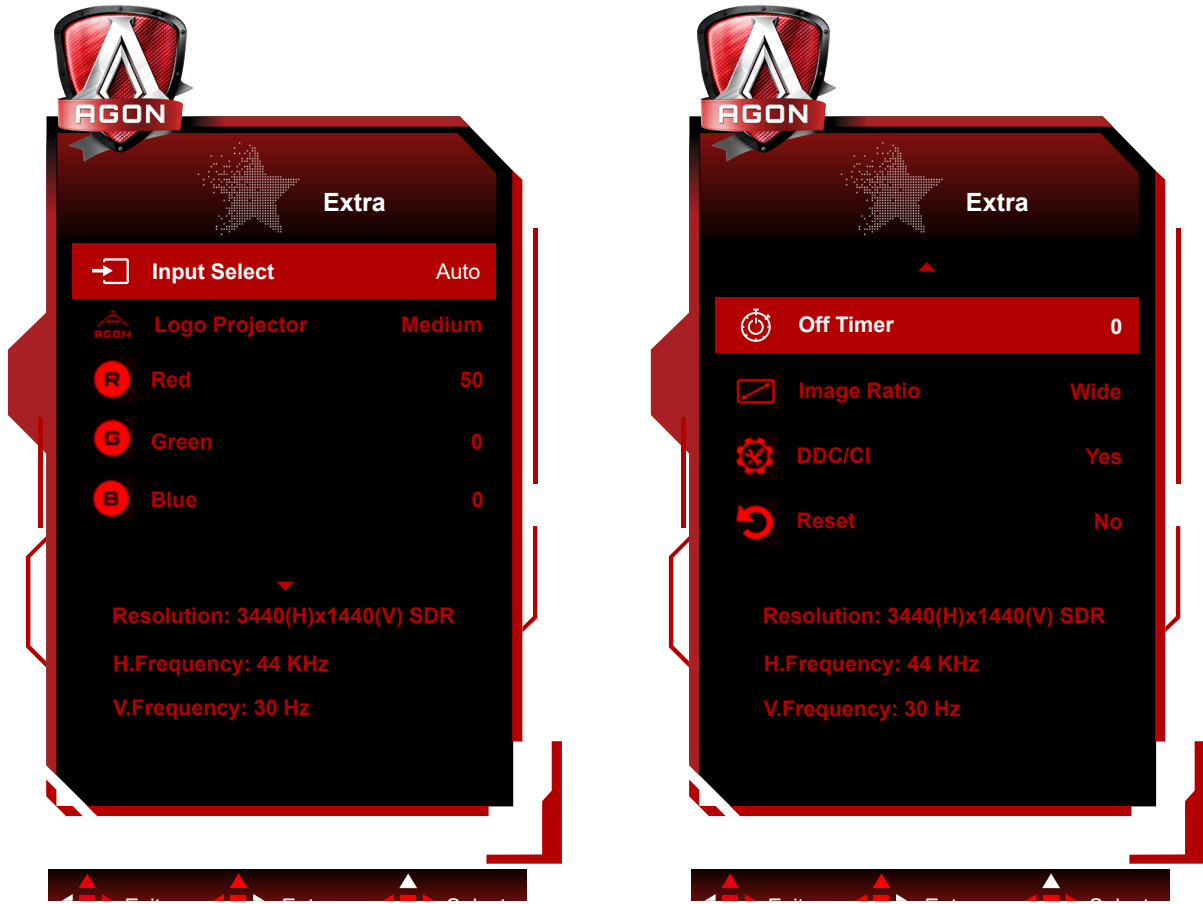 AGON
Extra
Input Select Auto
AGON Logo Projector Medium
R Red 50
G Green 0
B Blue 0
Resolution: 3440(H)x1440(V) SDR
H.Frequency: 44 KHz
V.Frequency: 30 Hz
AGON
Extra
Off Timer 0
Image Ratio Wide
DDC/CI Yes
Reset No
Resolution: 3440(H)x1440(V) SDR
H.Frequency: 44 KHz
V.Frequency: 30 Hz